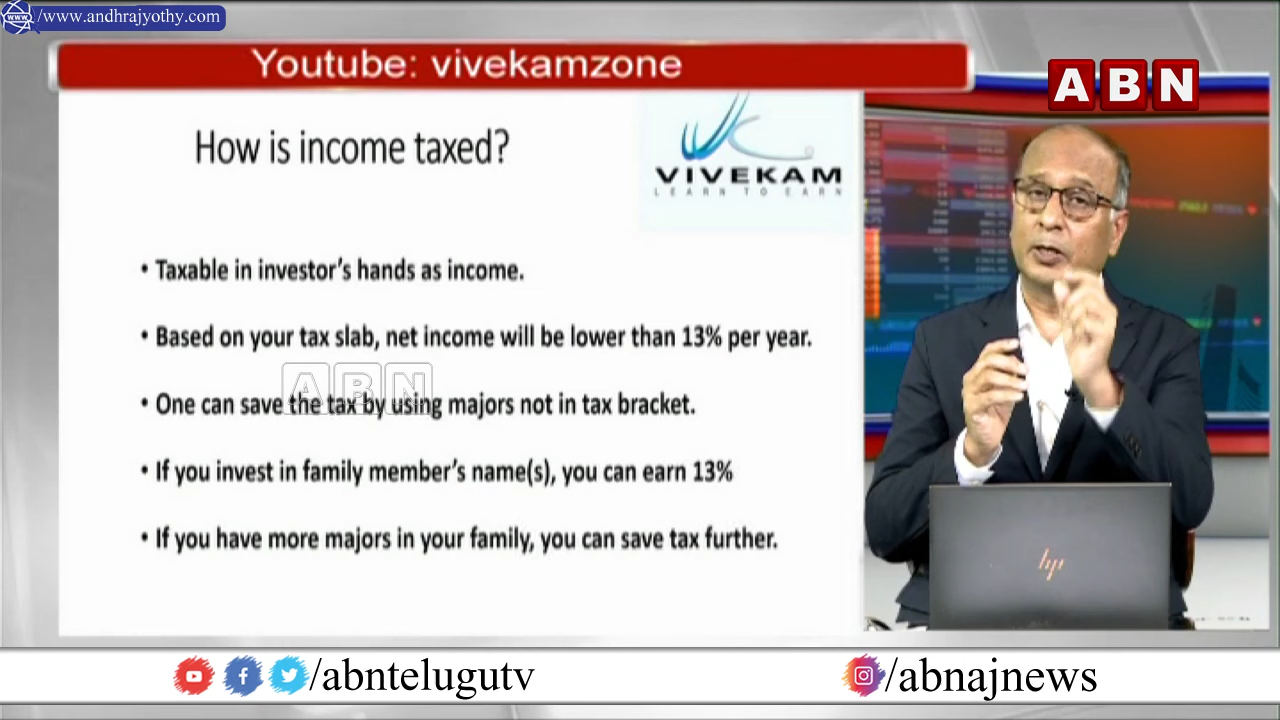 /www.andhrajyothy.com
Youtube: vivekamzone
ABN
How is income taxed?
VIVEKAM
LEARN TO EARN
• Taxable in investor's hands as income.
• Based on your tax slab, net income will be lower than 13% per year.
ABN
• One can save the tax by using majors not in tax bracket.
• If you invest in family member's name(s), you can earn 13%
• If you have more majors in your family, you can save tax further.
hp
/abntelugutv
/abnajnews